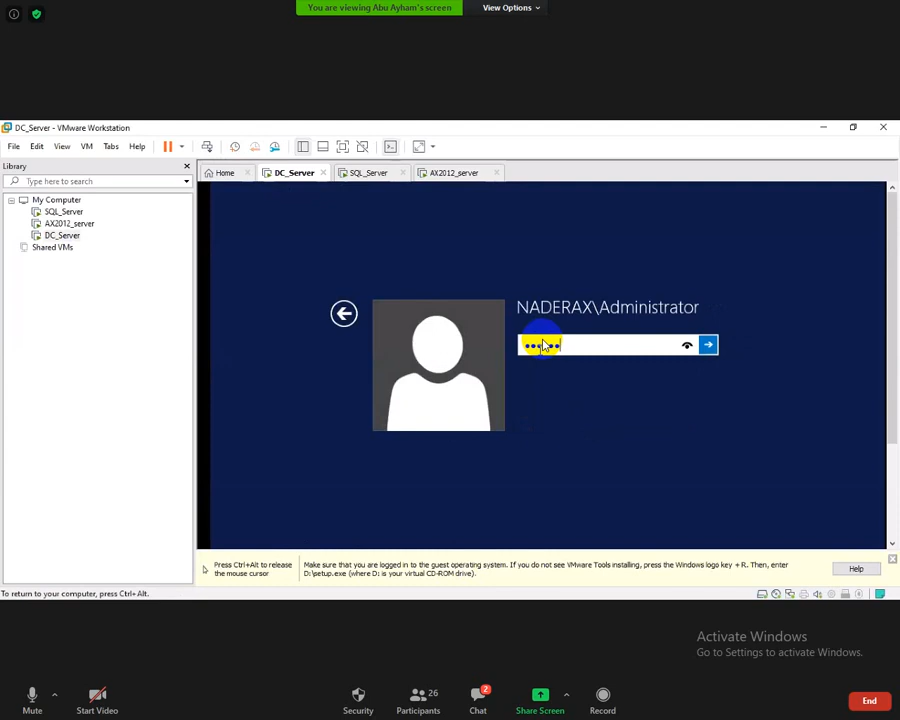 You are viewing Abu Ayham's screen
View Options
DC_Server - VMware Workstation
File Edit View VM Tabs Help
Library
Type here to search
My Computer
SQL_Server
AX2012_server
DC_Server
Shared VMs
Home
DC_Server
SQL_Server
AX2012_server
NADERAX\Administrator
Press Ctrl+Alt to release
the mouse cursor
Make sure that you are logged in to the guest operating system. If you do not see VMware Tools installing, press the Windows logo key + R. Then, enter
D:\setup.exe (where D: is your virtual CD-ROM drive).
Help
To return to your computer, press Ctrl+Alt.
Activate Windows
Go to Settings to activate Windows.
Mute
Start Video
Security
26
Participants
2
Chat
Share Screen
Record
End